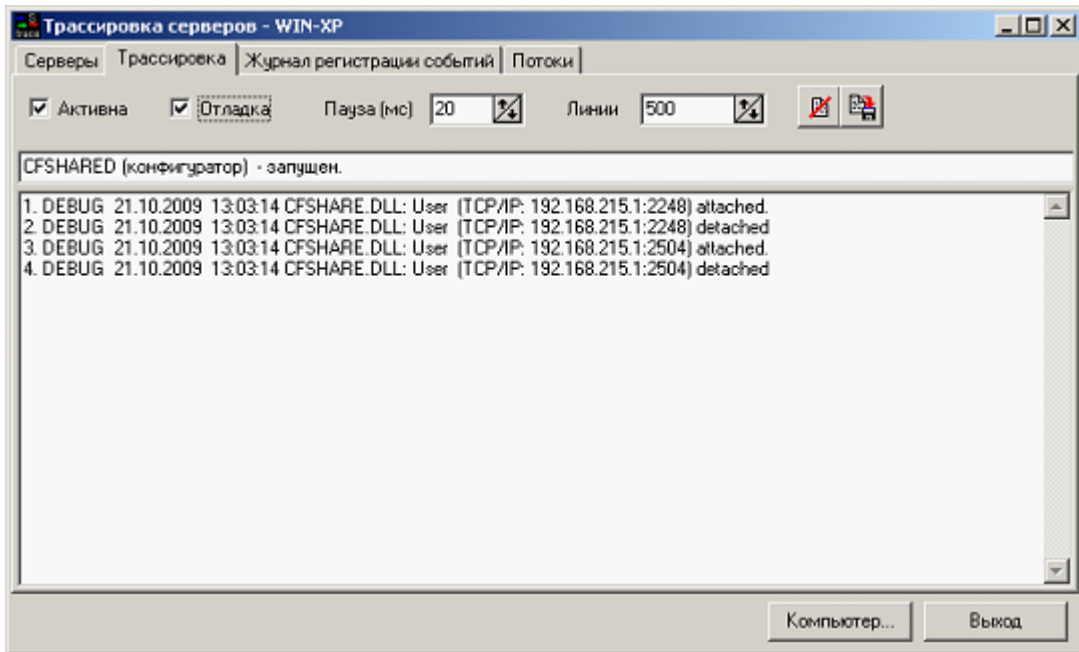 Трассировка серверов - WIN-XP
Серверы Трассировка Журнал регистрации событий Потоки
Активна Отладка Пауза (мс) 20 Линии 500
CFSHARED (конфигуратор) - запущен.
1. DEBUG 21.10.2009 13:03:14 CFSHARE.DLL: User (TCP/IP: 192.168.215.1:2248) attached.
2. DEBUG 21.10.2009 13:03:14 CFSHARE.DLL: User (TCP/IP: 192.168.215.1:2248) detached
3. DEBUG 21.10.2009 13:03:14 CFSHARE.DLL: User (TCP/IP: 192.168.215.1:2504) attached.
4. DEBUG 21.10.2009 13:03:14 CFSHARE.DLL: User (TCP/IP: 192.168.215.1:2504) detached
Компьютер... Выход